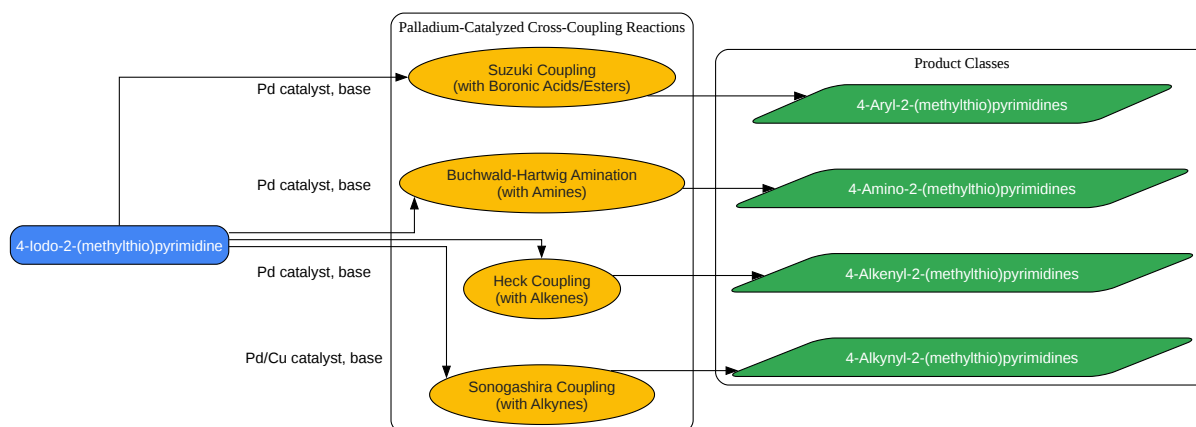 Palladium-Catalyzed Cross-Coupling Reactions
Product Classes
Suzuki Coupling
(with Boronic Acids/Esters)
Pd catalyst, base
4-Aryl-2-(methylthio)pyrimidines
Buchwald-Hartwig Amination
(with Amines)
Pd catalyst, base
4-Amino-2-(methylthio)pyrimidines
4-Iodo-2-(methylthio)pyrimidine
Pd catalyst, base
Heck Coupling
(with Alkenes)
4-Alkenyl-2-(methylthio)pyrimidines
Pd/Cu catalyst, base
Sonogashira Coupling
(with Alkynes)
4-Alkynyl-2-(methylthio)pyrimidines